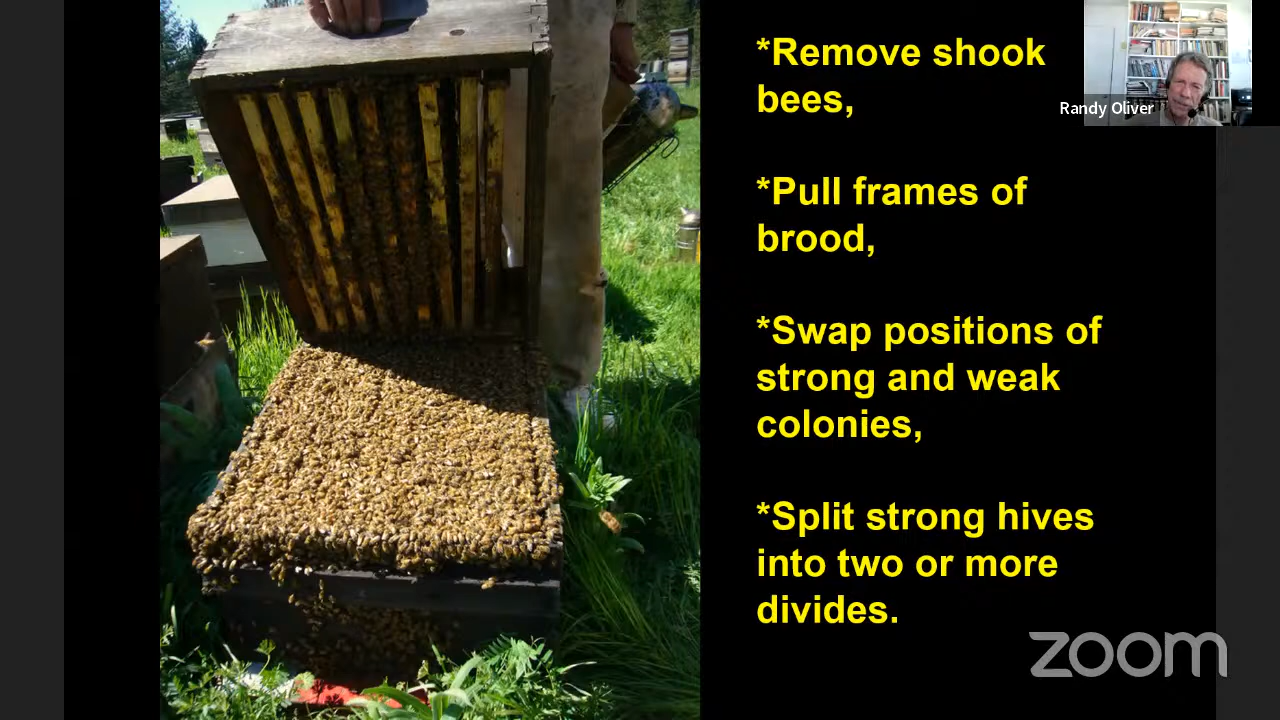 *Remove shook
bees,
Randy Oliver
*Pull frames of
brood,
*Swap positions of
strong and weak
colonies,
*Split strong hives
into two or more
divides.
zoom